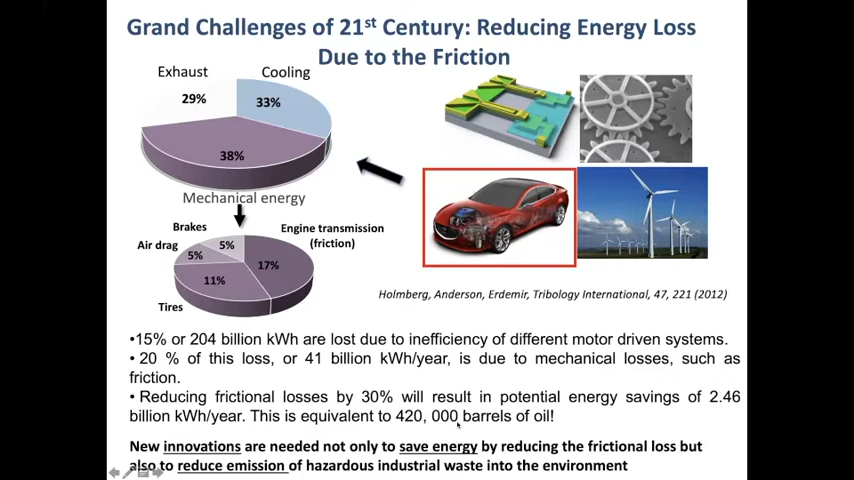 Grand Challenges of 21st Century: Reducing Energy Loss
Due to the Friction
Exhaust
Cooling
29%
33%
38%
Mechanical energy
Brakes
Engine transmission
(friction)
Air drag
5%
5%
17%
11%
Tires
Holmberg, Anderson, Erdemir, Tribology International, 47, 221 (2012)
•15% or 204 billion kWh are lost due to inefficiency of different motor driven systems.
• 20 % of this loss, or 41 billion kWh/year, is due to mechanical losses, such as
friction.
• Reducing frictional losses by 30% will result in potential energy savings of 2.46
billion kWh/year. This is equivalent to 420, 000 barrels of oil!
New innovations are needed not only to save energy by reducing the frictional loss but
also to reduce emission of hazardous industrial waste into the environment